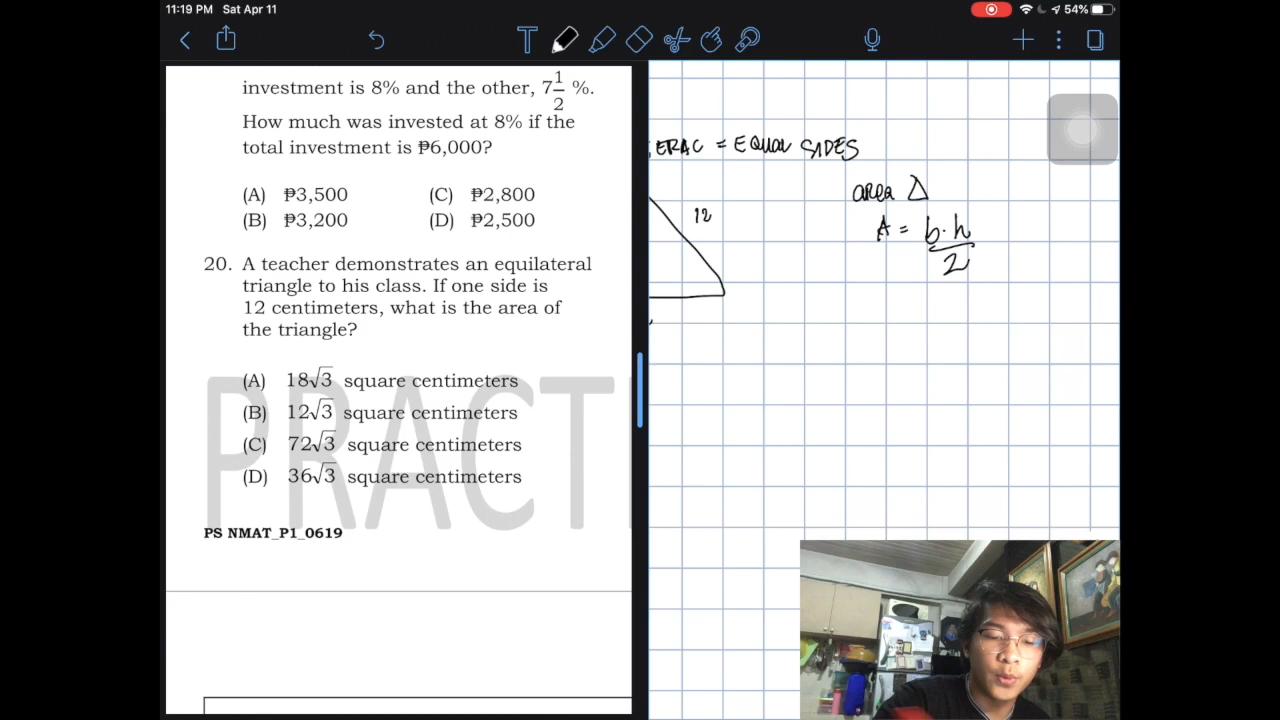 11:19 PM Sat Apr 11
54%
T
investment is 8% and the other, 7 1/2 %.
How much was invested at 8% if the
total investment is ₱6,000?
(A) ₱3,500 (C) ₱2,800
(B) ₱3,200 (D) ₱2,500
20. A teacher demonstrates an equilateral
triangle to his class. If one side is
12 centimeters, what is the area of
the triangle?
(A) 18√3 square centimeters
(B) 12√3 square centimeters
(C) 72√3 square centimeters
(D) 36√3 square centimeters
PRACTI
PS NMAT_P1_0619
ERAC = EQUAL SIDES
12
area Δ
A = b·h
2